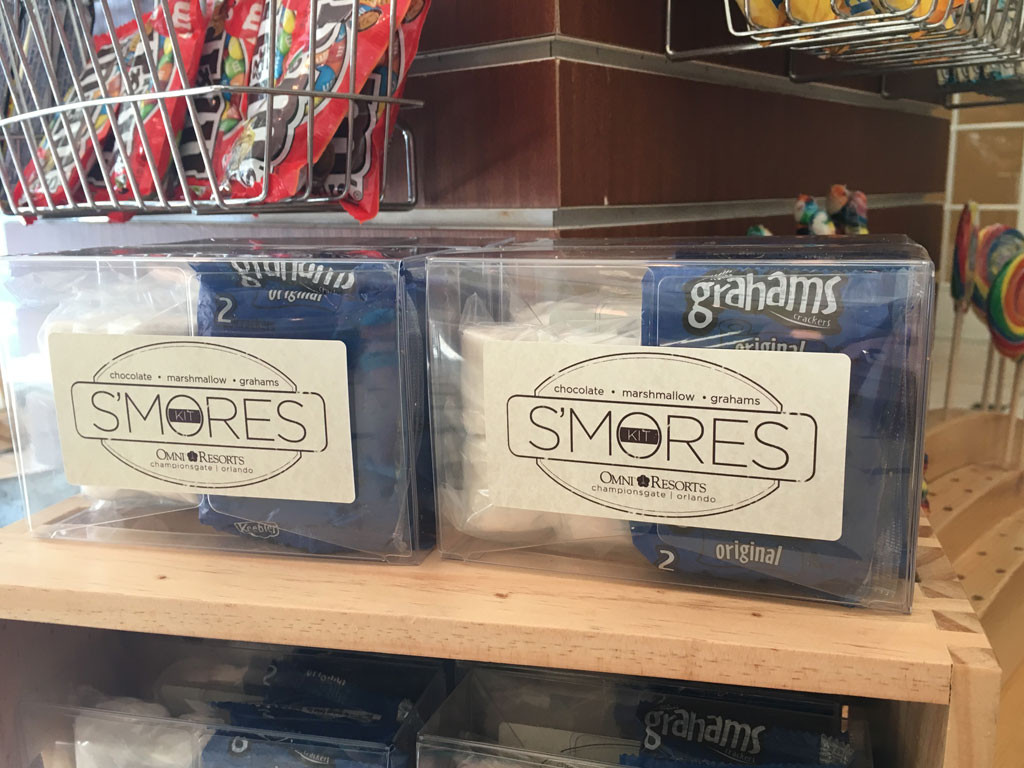 grahams
original
2
chocolate • marshmallow • grahams
S'MORES
KIT
OMNI RESORTS
championsgate | orlando
Keebler
grahams
crackers
original
chocolate • marshmallow • grahams
S'MORES
KIT
OMNI RESORTS
championsgate | orlando
2
original
2
grahams